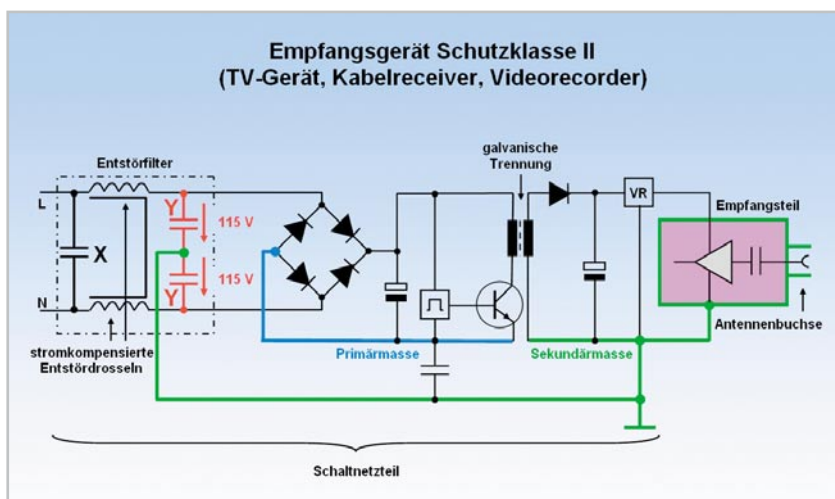 Empfangsgerät Schutzklasse II
(TV-Gerät, Kabelreceiver, Videorecorder)
Entstörfilter
galvanische
Trennung
L
Y
115 V
X
Y
115 V
N
VR
Empfangsteil
Antennenbuchse
stromkompensierte
Entstördrosseln
Primärmasse
Sekundärmasse
Schaltnetzteil